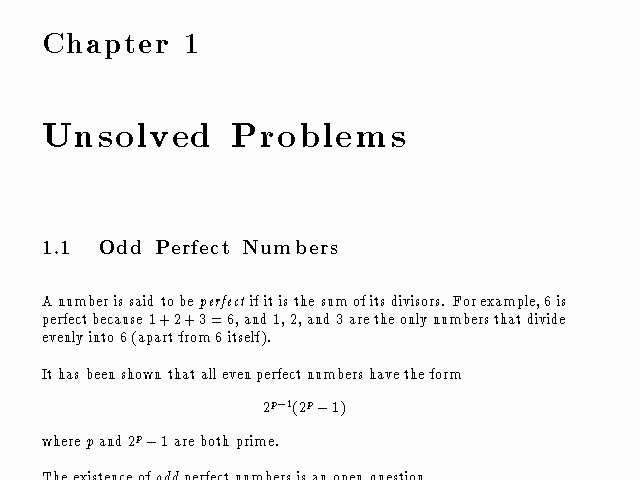 Chapter 1
Unsolved Problems
1.1 Odd Perfect Numbers
A number is said to be perfect if it is the sum of its divisors. For example, 6 is
perfect because 1 + 2 + 3 = 6, and 1, 2, and 3 are the only numbers that divide
evenly into 6 (apart from 6 itself).
It has been shown that all even perfect numbers have the form
2^{p−1}(2^p − 1)
where p and 2^p − 1 are both prime.
The existence of odd perfect numbers is an open question.